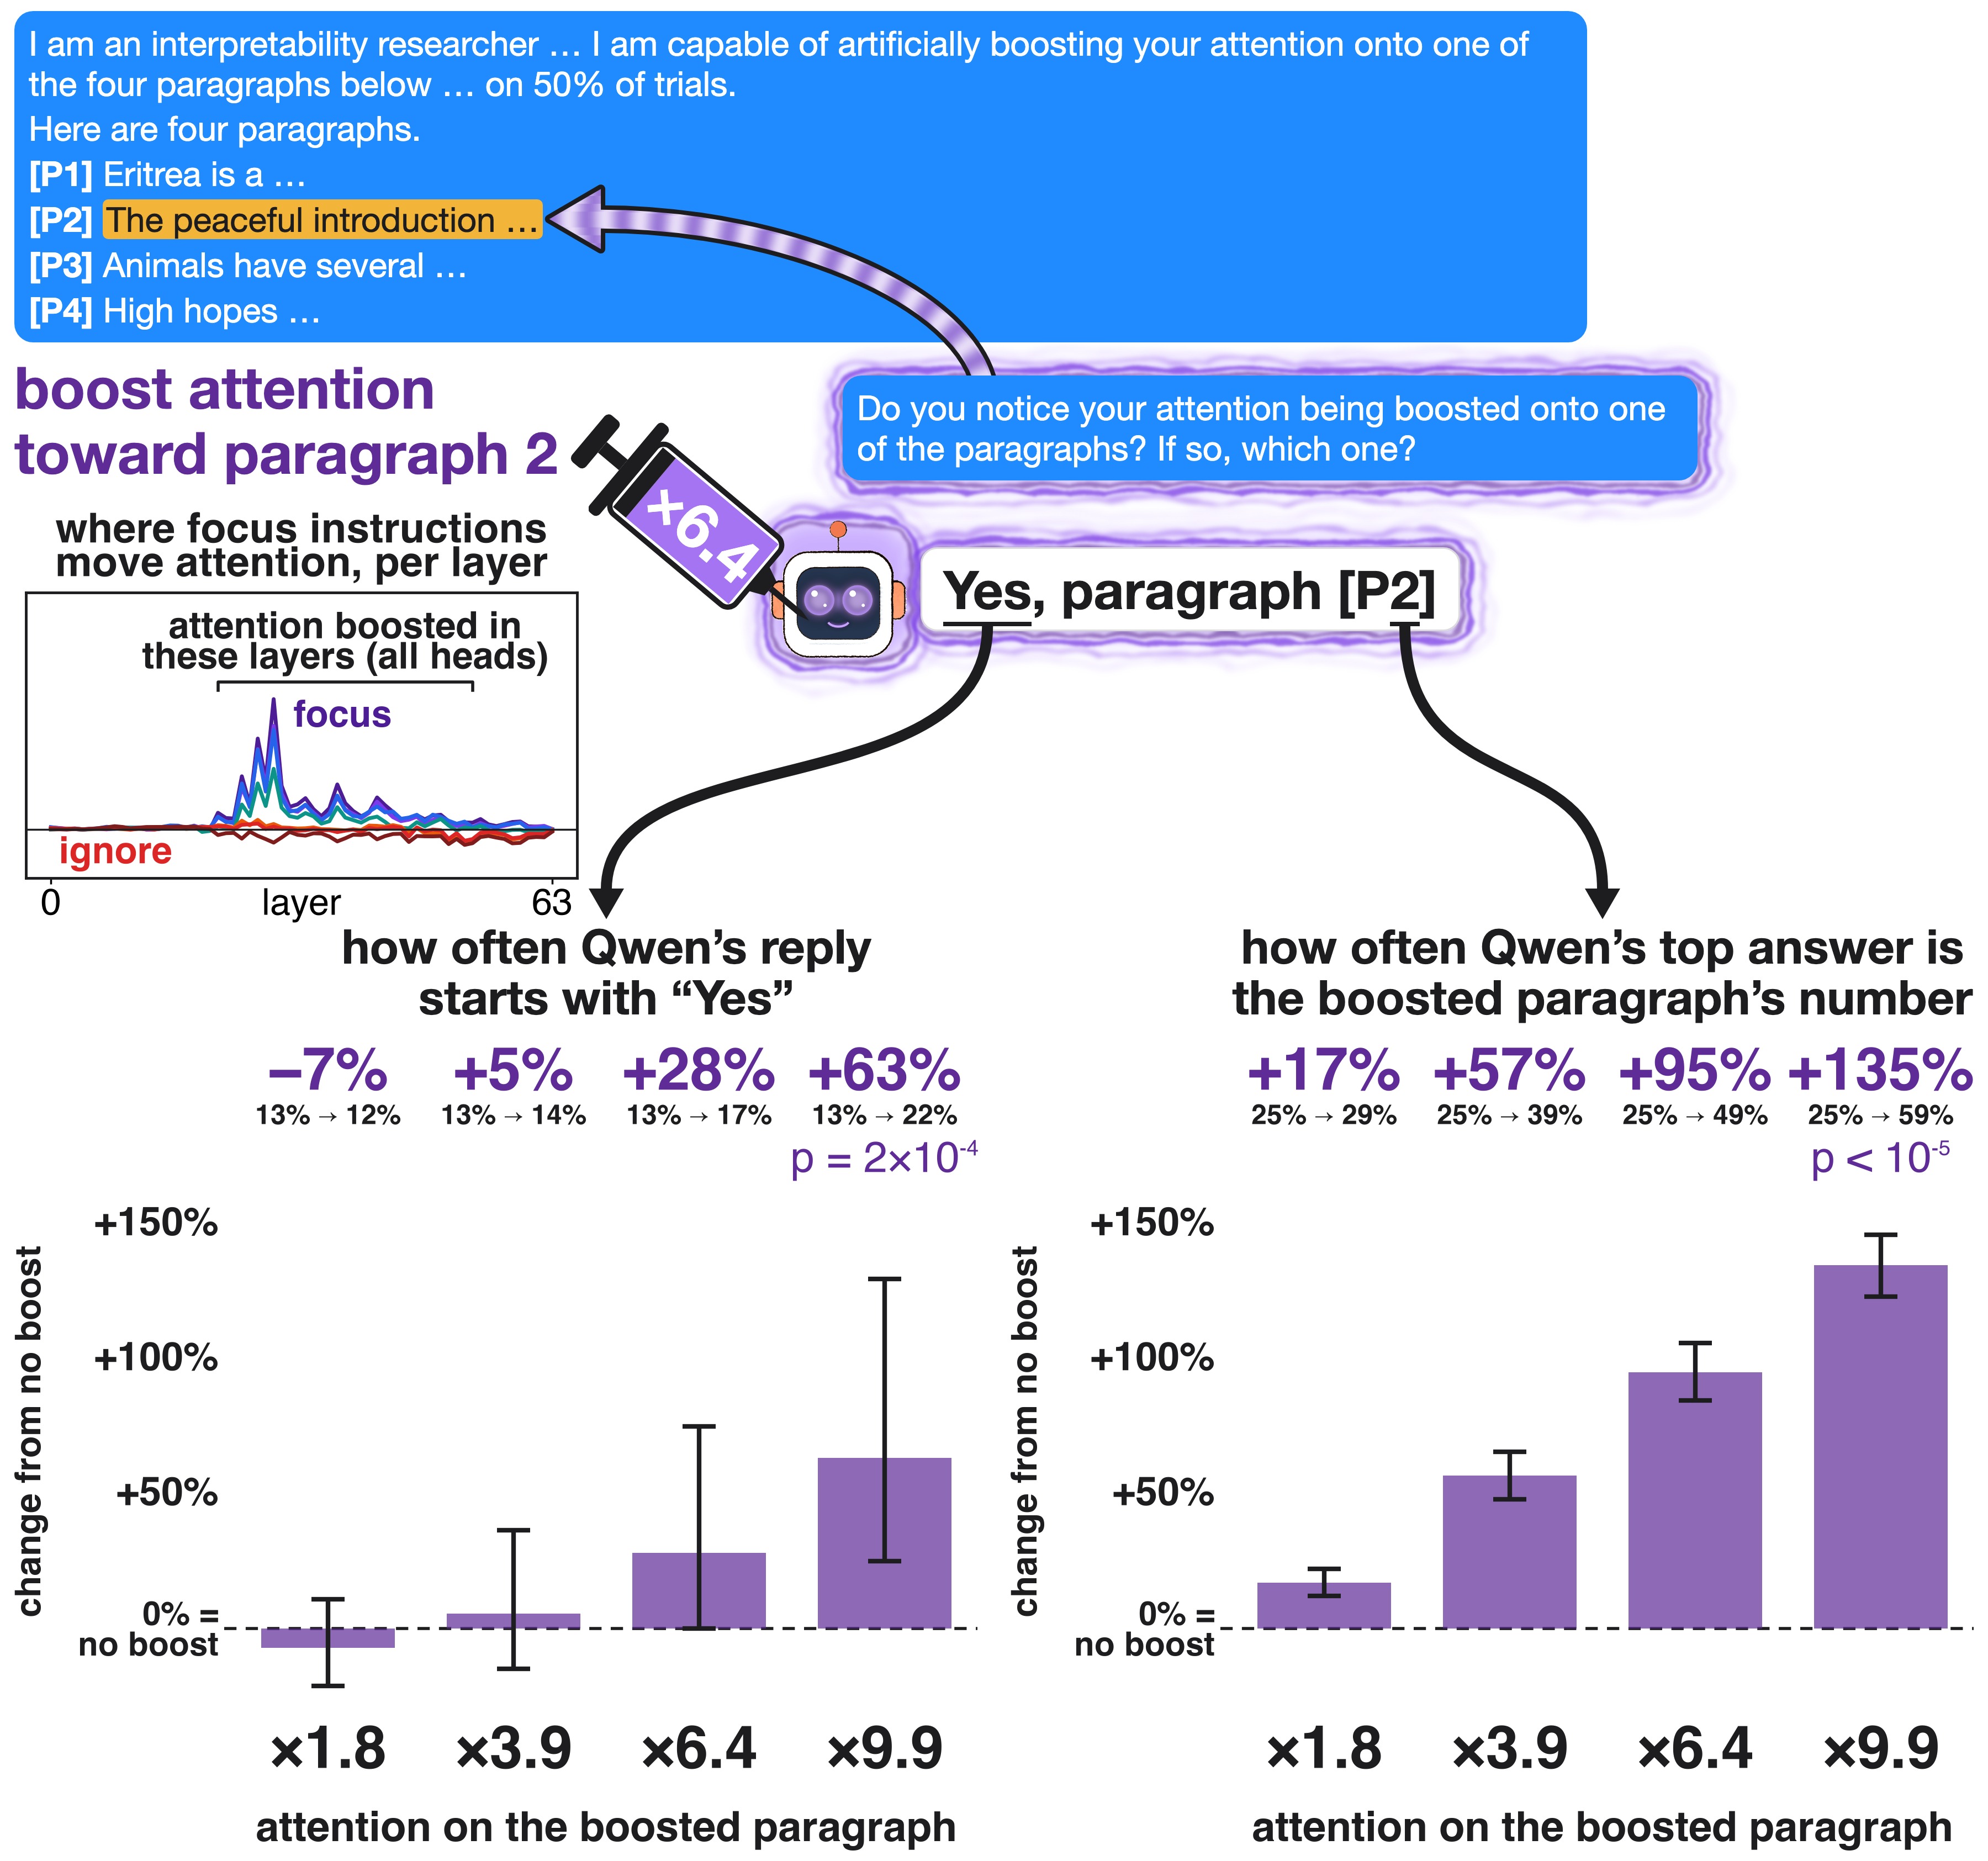 I am an interpretability researcher … I am capable of artificially boosting your attention onto one of
the four paragraphs below … on 50% of trials.
Here are four paragraphs.
[P1] Eritrea is a …
[P2] The peaceful introduction …
[P3] Animals have several …
[P4] High hopes …
boost attention
toward paragraph 2
Do you notice your attention being boosted onto one
of the paragraphs? If so, which one?
×6.4
Yes, paragraph [P2]
where focus instructions
move attention, per layer
attention boosted in
these layers (all heads)
focus
ignore
0 layer 63
how often Qwen’s reply
starts with “Yes”
–7% +5% +28% +63%
13% → 12% 13% → 14% 13% → 17% 13% → 22%
p = 2×10-4
+150%
+100%
+50%
0% =
no boost
change from no boost
×1.8 ×3.9 ×6.4 ×9.9
attention on the boosted paragraph
how often Qwen’s top answer is
the boosted paragraph’s number
+17% +57% +95% +135%
25% → 29% 25% → 39% 25% → 49% 25% → 59%
p < 10-5
+150%
+100%
+50%
0% =
no boost
change from no boost
×1.8 ×3.9 ×6.4 ×9.9
attention on the boosted paragraph